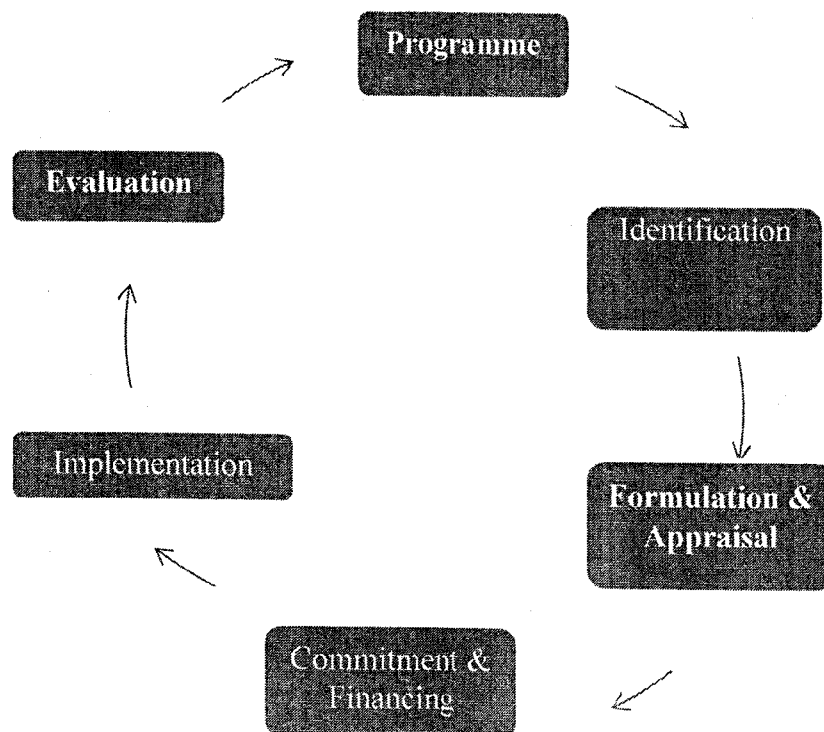 Programme
Identification
Formulation &
Appraisal
Commitment &
Financing
Implementation
Evaluation